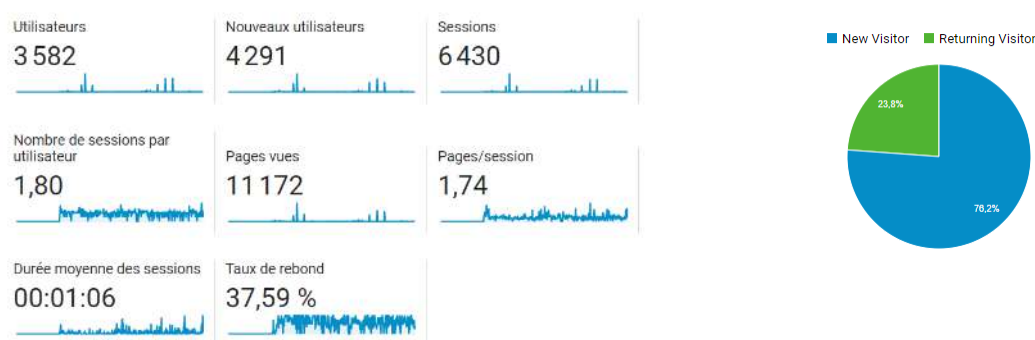 Utilisateurs
3 582
Nouveaux utilisateurs
4 291
Sessions
6 430
New Visitor
Returning Visitor
23,8%
76,2%
Nombre de sessions par
utilisateur
1,80
Pages vues
11 172
Pages/session
1,74
Durée moyenne des sessions
00:01:06
Taux de rebond
37,59 %